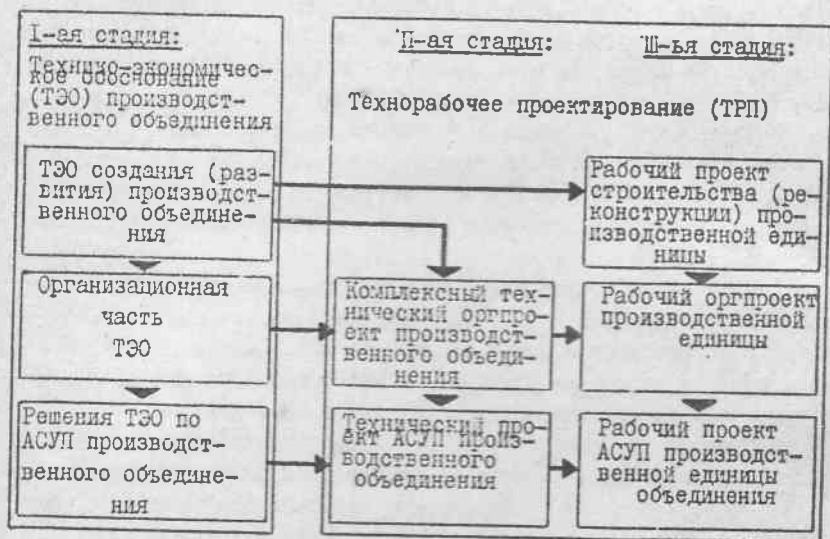 I-ая стадия:
Технико-экономичес-
кое обоснование
(ТЭО) производст-
венного объединения
ТЭО создания (раз-
вития) производст-
венного объедине-
ния
Организационная
часть
ТЭО
Решения ТЭО по
АСУП производст-
венного объедине-
ния
П-ая стадия:
Ш-ья стадия:
Технорабочее проектирование (ТРП)
Комплексный тех-
нический оргпро-
ект производст-
венного объеди-
нения
Технический про-
ект АСУП произ-
водственного
объединения
Рабочий проект
строительства (ре-
конструкции) про-
изводственной еди-
ницы
Рабочий оргпроект
производственной
единицы
Рабочий проект
АСУП производст-
венной единицы
объединения